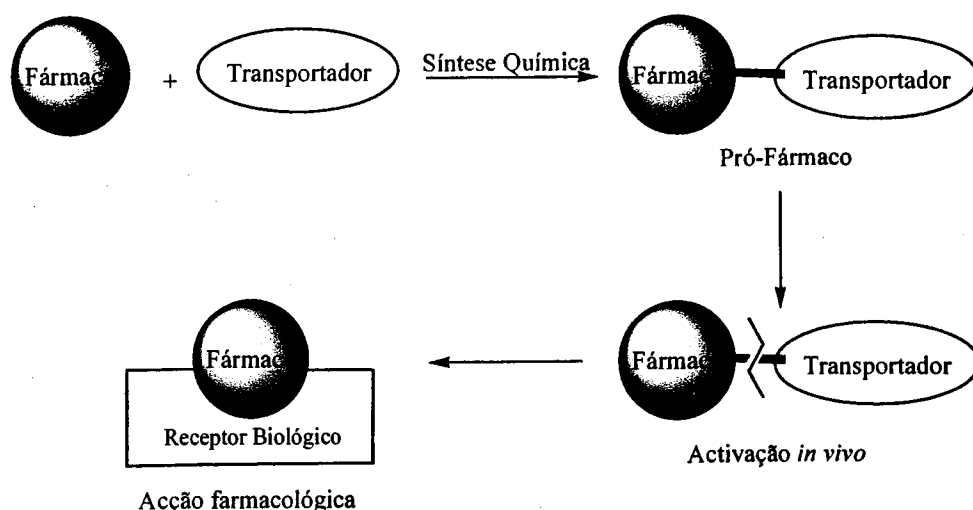 Fármac
+
Transportador
Síntese Química
Fármac
Transportador
Pró-Fármaco
Fármac
Transportador
Activação in vivo
Fármac
Receptor Biológico
Acção farmacológica